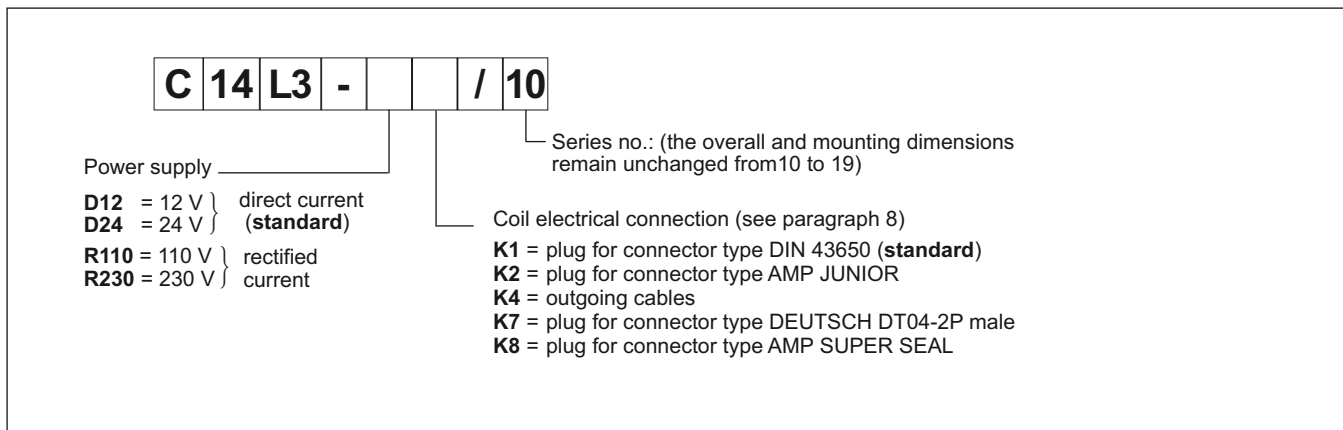 C 14 L3 - / 10
Series no.: (the overall and mounting dimensions
remain unchanged from10 to 19)
Power supply
D12 = 12 V
D24 = 24 V
direct current
(standard)
R110 = 110 V
R230 = 230 V
rectified
current
Coil electrical connection (see paragraph 8)
K1 = plug for connector type DIN 43650 (standard)
K2 = plug for connector type AMP JUNIOR
K4 = outgoing cables
K7 = plug for connector type DEUTSCH DT04-2P male
K8 = plug for connector type AMP SUPER SEAL